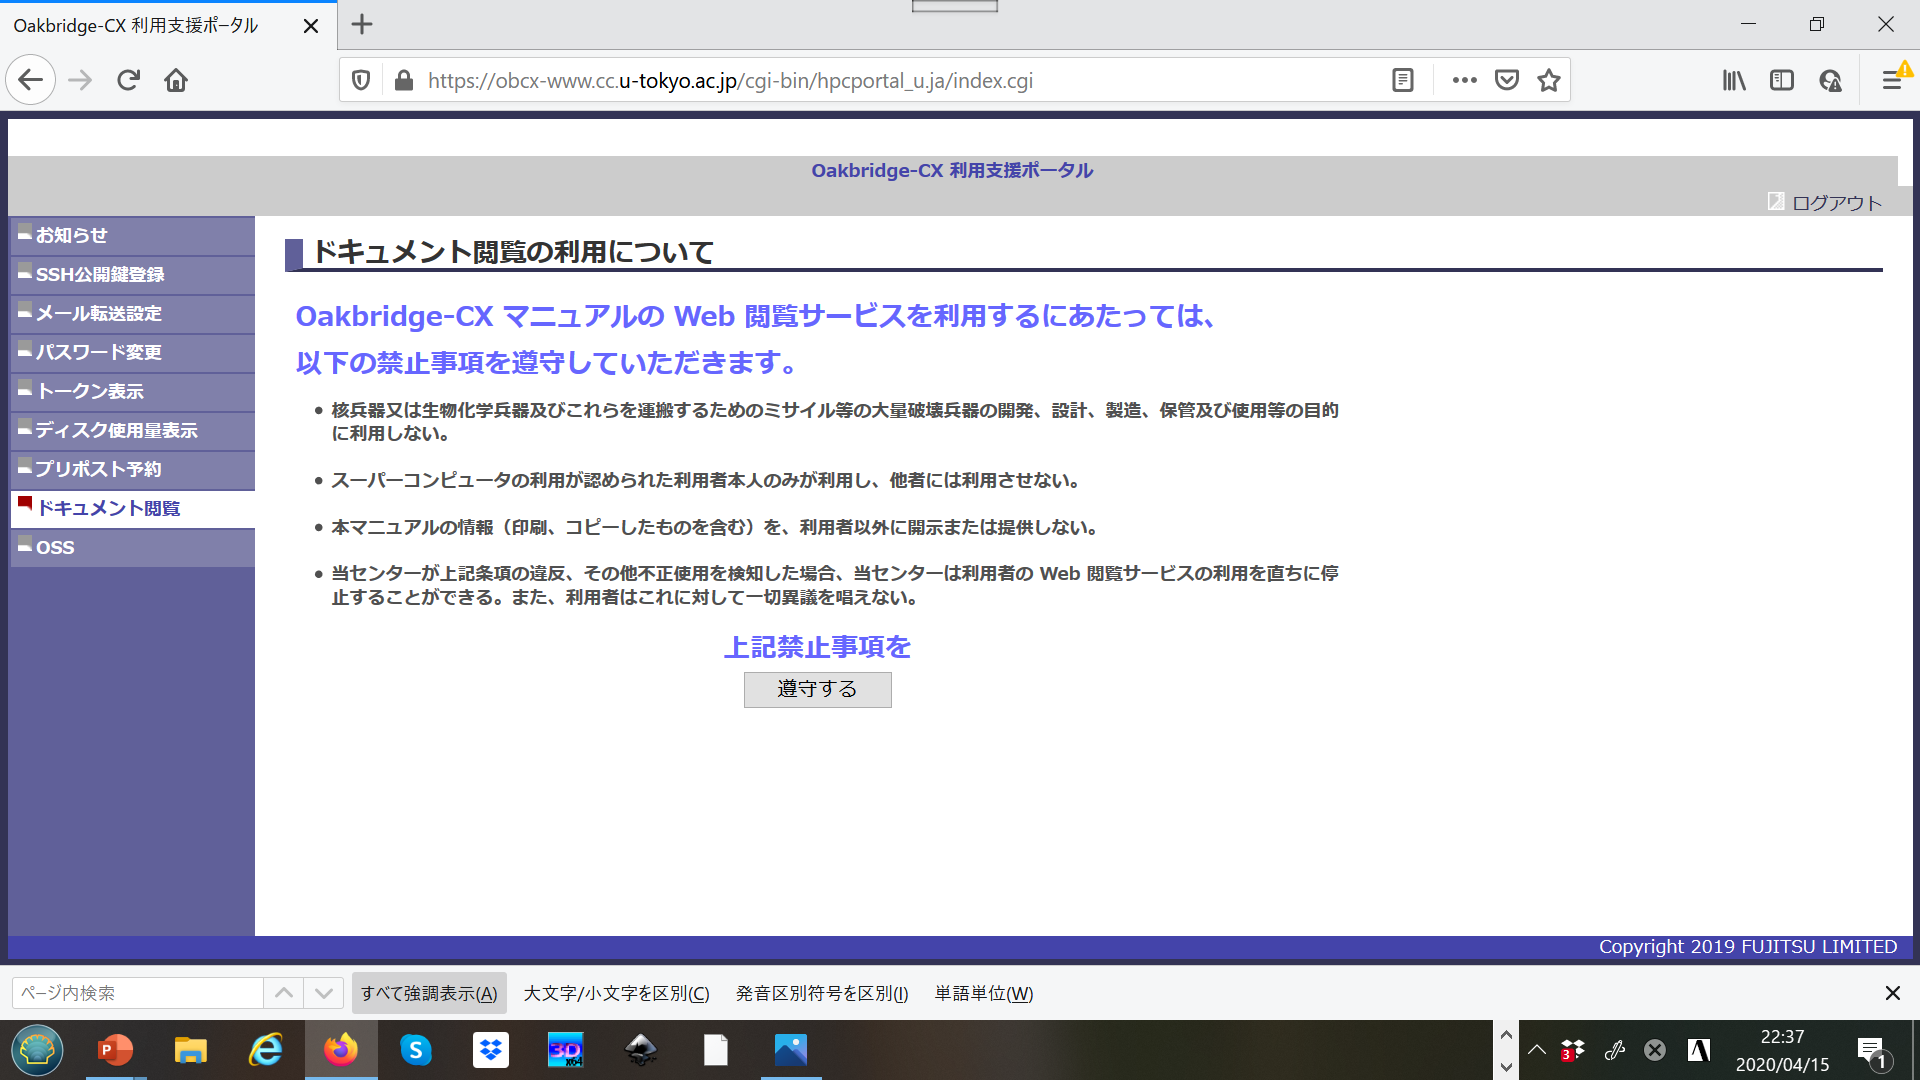 Oakbridge-CX 利用支援ポータル
https://obcx-www.cc.u-tokyo.ac.jp/cgi-bin/hpcportal_u.ja/index.cgi
Oakbridge-CX 利用支援ポータル
ログアウト
お知らせ
SSH公開鍵登録
メール転送設定
パスワード変更
トークン表示
ディスク使用量表示
プリポスト予約
ドキュメント閲覧
OSS
ドキュメント閲覧の利用について
Oakbridge-CX マニュアルの Web 閲覧サービスを利用するにあたっては、
以下の禁止事項を遵守していただきます。
• 核兵器又は生物化学兵器及びこれらを運搬するためのミサイル等の大量破壊兵器の開発、設計、製造、保管及び使用等の目的
に利用しない。
• スーパーコンピュータの利用が認められた利用者本人のみが利用し、他者には利用させない。
• 本マニュアルの情報（印刷、コピーしたものを含む）を、利用者以外に開示または提供しない。
• 当センターが上記条項の違反、その他不正使用を検知した場合、当センターは利用者の Web 閲覧サービスの利用を直ちに停
止することができる。また、利用者はこれに対して一切異議を唱えない。
上記禁止事項を
遵守する
Copyright 2019 FUJITSU LIMITED
ページ内検索
すべて強調表示(A)
大文字/小文字を区別(C)
発音区別符号を区別(I)
単語単位(W)
P
S
3D
x64
3
A
22:37
2020/04/15
1